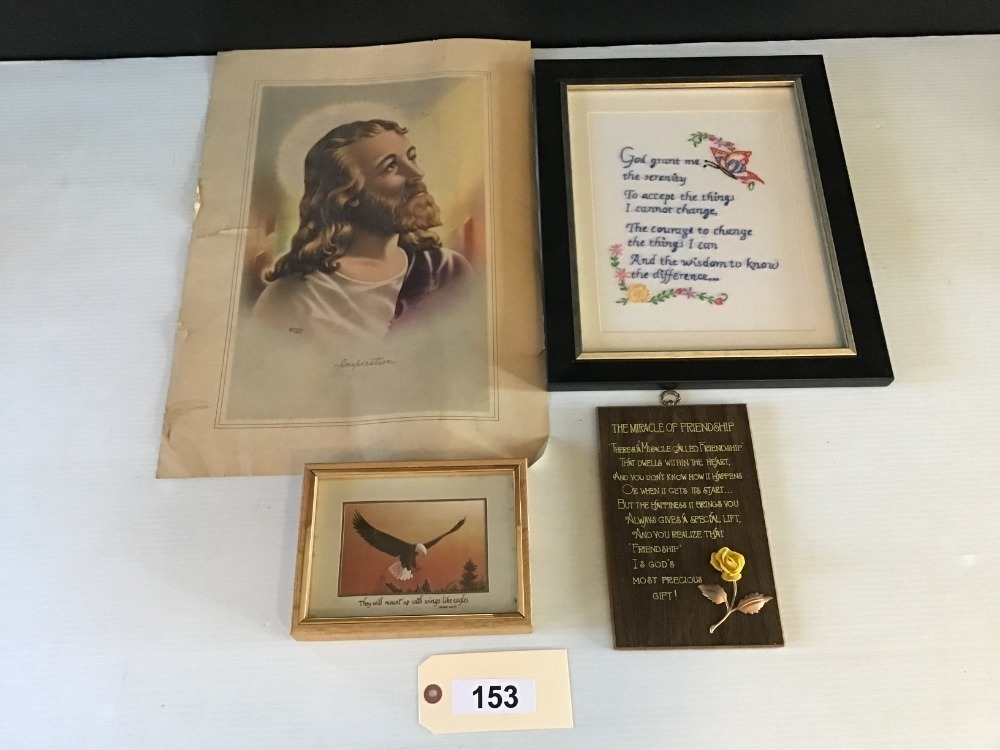 Inspiration
God grant me
the serenity
To accept the things
I cannot change,
The courage to change
the things I can
And the wisdom to know
the difference...
THE MIRACLE OF FRIENDSHIP
THERE'S A MIRACLE CALLED FRIENDSHIP
THAT DWELLS WITHIN THE HEART,
AND YOU DON'T KNOW HOW IT HAPPENS
OR WHEN IT GETS ITS START...
BUT THE HAPPINESS IT BRINGS YOU
ALWAYS GIVES A SPECIAL LIFT,
AND YOU REALIZE THAT
'FRIENDSHIP'
IS GOD'S
MOST PRECIOUS
GIFT!
They will mount up with wings like eagles
153